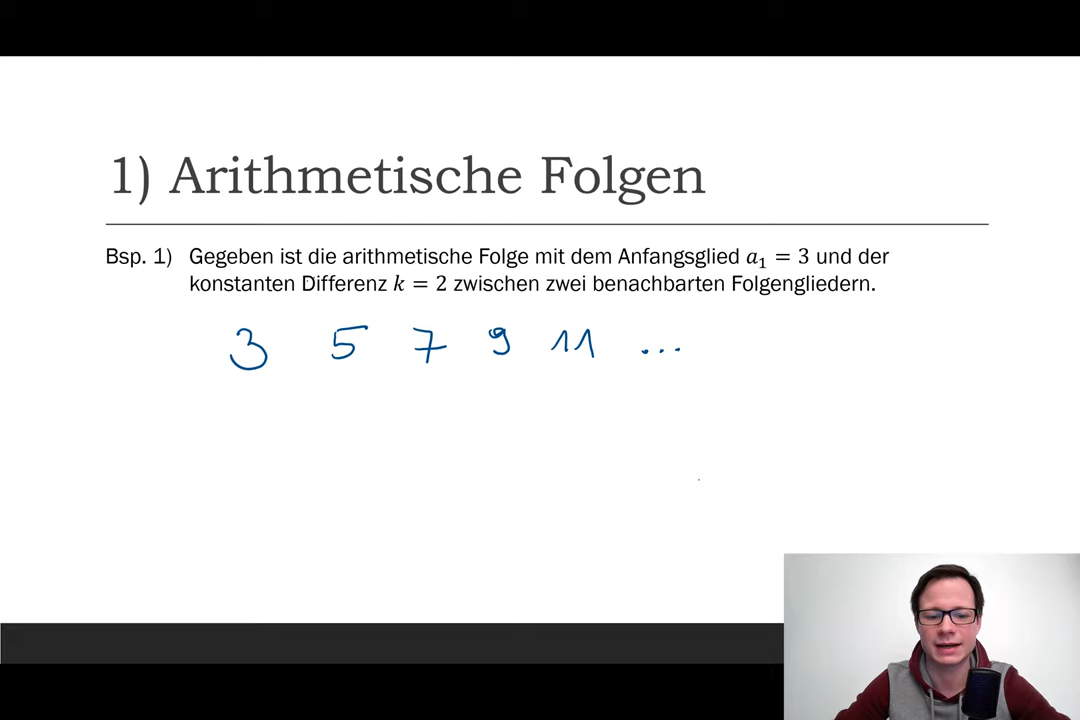 1) Arithmetische Folgen
Bsp. 1) Gegeben ist die arithmetische Folge mit dem Anfangsglied a₁ = 3 und der
konstanten Differenz k = 2 zwischen zwei benachbarten Folgengliedern.
3 5 7 9 11 ...